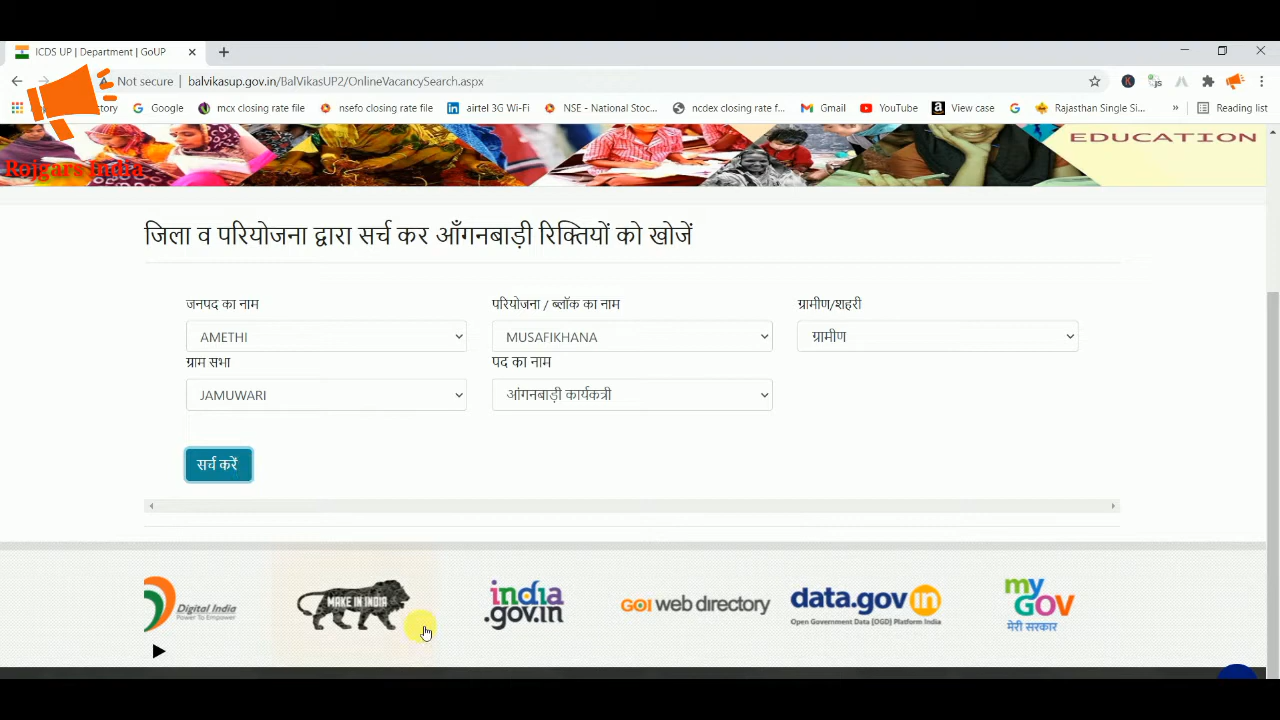 ICDS UP | Department | GoUP
Not secure | balvikasup.gov.in/BalVikasUP2/OnlineVacancySearch.aspx
Google mcx closing rate file nsefo closing rate file airtel 3G Wi-Fi NSE - National Stoc... ncdex closing rate f... Gmail YouTube View case Rajasthan Single Si... » Reading list
EDUCATION
Rojgars India
जिला व परियोजना द्वारा सर्च कर आँगनबाड़ी रिक्तियों को खोजें
जनपद का नाम परियोजना / ब्लॉक का नाम ग्रामीण/शहरी
AMETHI MUSAFIKHANA ग्रामीण
ग्राम सभा पद का नाम
JAMUWARI आंगनबाड़ी कार्यकत्री
सर्च करें
Digital India
Power To Empower
MAKE IN INDIA
india
.gov.in
GOI web directory
data.gov in
Open Government Data (OGD) Platform India
my
GOV
मेरी सरकार